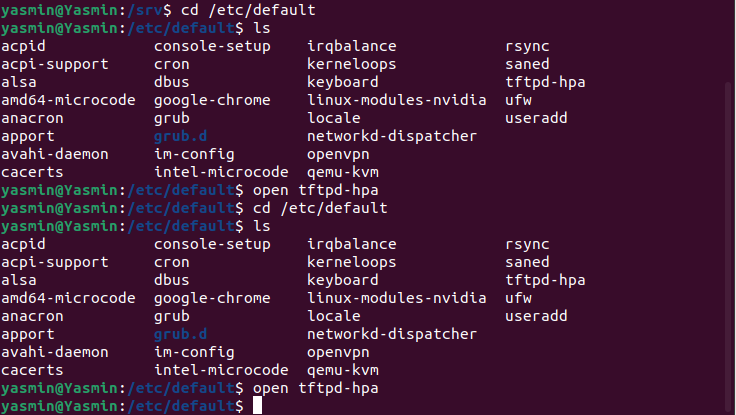 yasmin@Yasmin:/srv$ cd /etc/default
yasmin@Yasmin:/etc/default$ ls
acpid console-setup irqbalance rsync
acpi-support cron kerneloops saned
alsa dbus keyboard tftpd-hpa
amd64-microcode google-chrome linux-modules-nvidia ufw
anacron grub locale useradd
apport grub.d networkd-dispatcher
avahi-daemon im-config openvpn
cacerts intel-microcode qemu-kvm
yasmin@Yasmin:/etc/default$ open tftpd-hpa
yasmin@Yasmin:/etc/default$ cd /etc/default
yasmin@Yasmin:/etc/default$ ls
acpid console-setup irqbalance rsync
acpi-support cron kerneloops saned
alsa dbus keyboard tftpd-hpa
amd64-microcode google-chrome linux-modules-nvidia ufw
anacron grub locale useradd
apport grub.d networkd-dispatcher
avahi-daemon im-config openvpn
cacerts intel-microcode qemu-kvm
yasmin@Yasmin:/etc/default$ open tftpd-hpa
yasmin@Yasmin:/etc/default$